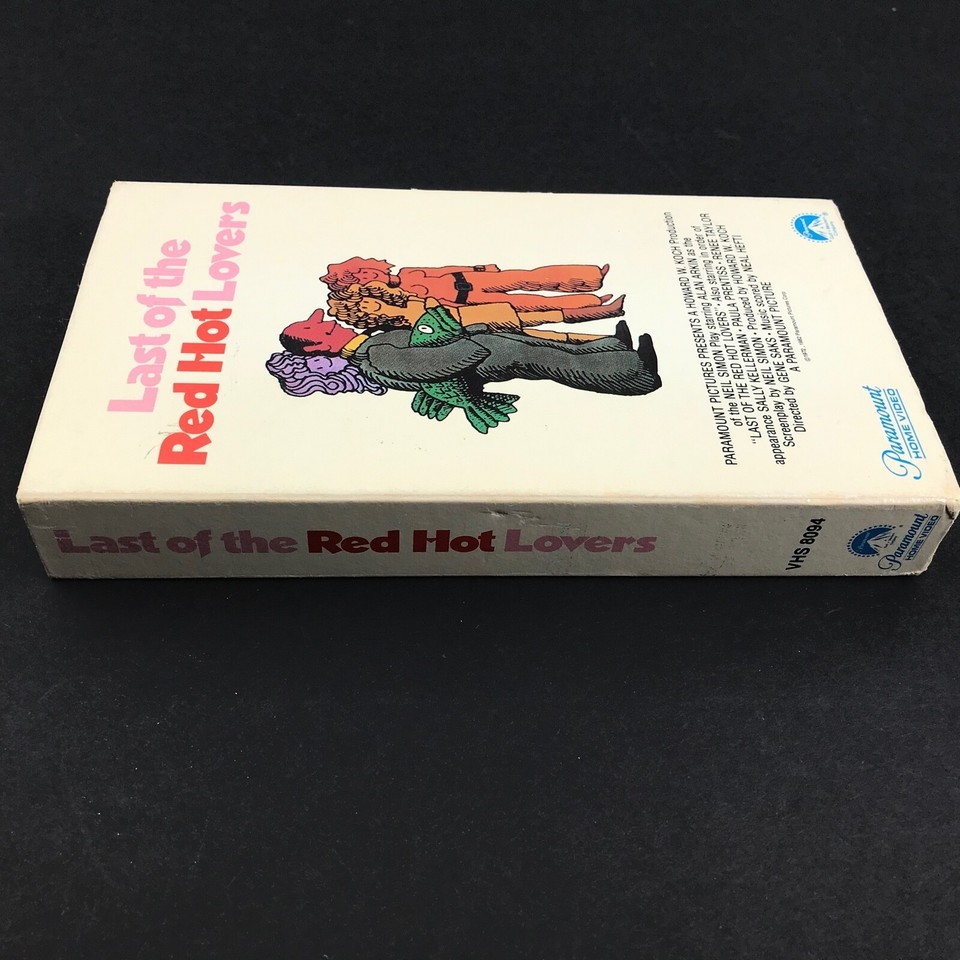 Last of the
Red Hot Lovers
PARAMOUNT PICTURES PRESENTS A HOWARD W. KOCH Production
of the NEIL SIMON Play starring ALAN ARKIN as the
"LAST OF THE RED HOT LOVERS" • Also starring in order of
appearance SALLY KELLERMAN • PAULA PRENTISS • RENEE TAYLOR
Screenplay by NEIL SIMON • Produced by HOWARD W. KOCH
Directed by GENE SAKS • Music scored by NEAL HEFTI
A PARAMOUNT PICTURE
Paramount
HOME VIDEO
Last of the Red Hot Lovers
VHS 8094
Paramount
HOME VIDEO